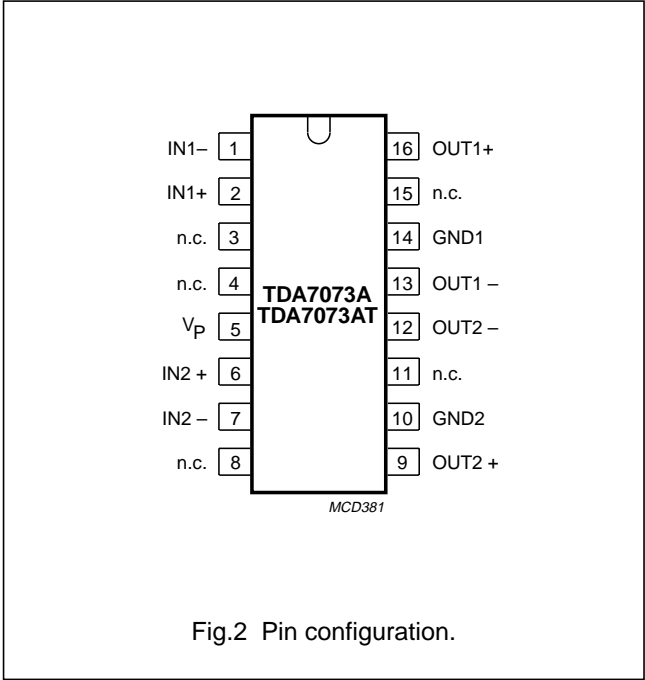 IN1– 1 16 OUT1+
IN1+ 2 15 n.c.
n.c. 3 14 GND1
n.c. 4 13 OUT1 –
TDA7073A
TDA7073AT
VP 5 12 OUT2 –
IN2 + 6 11 n.c.
IN2 – 7 10 GND2
n.c. 8 9 OUT2 +
MCD381
Fig.2 Pin configuration.